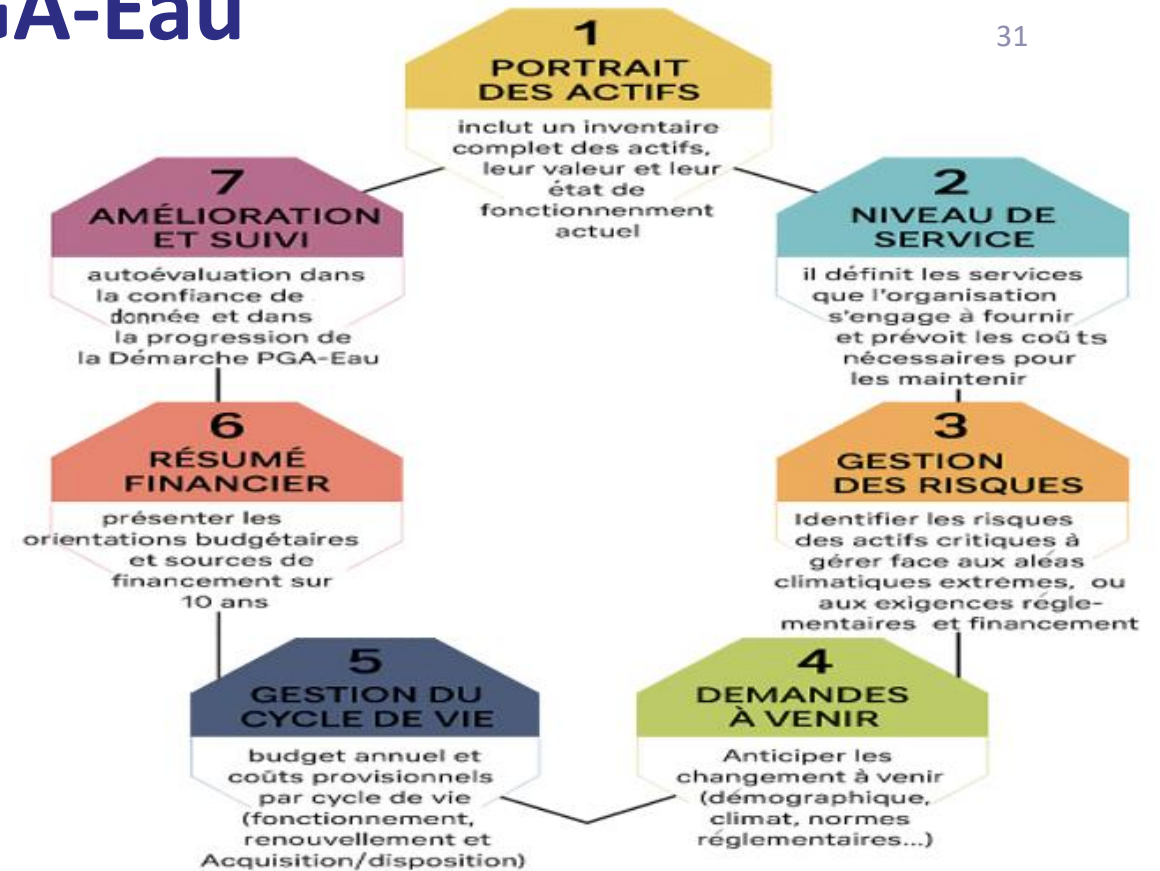 GA-Eau
31
1
PORTRAIT
DES ACTIFS
inclut un inventaire
complet des actifs,
leur valeur et leur
état de
fonctionnenment
actuel
2
NIVEAU DE
SERVICE
il définit les services
que l'organisation
s'engage à fournir
et prévoit les coûts
nécessaires pour
les maintenir
3
GESTION
DES RISQUES
Identifier les risques
des actifs critiques à
gérer face aux aléas
climatiques extrêmes, ou
aux exigences régle-
mentaires et financement
4
DEMANDES
À VENIR
Anticiper les
changement à venir
(démographique,
climat, normes
réglementaires...)
5
GESTION DU
CYCLE DE VIE
budget annuel et
coûts provisionnels
par cycle de vie
(fonctionnement,
renouvellement et
Acquisition/disposition)
6
RÉSUMÉ
FINANCIER
présenter les
orientations budgétaires
et sources de
financement sur
10 ans
7
AMÉLIORATION
ET SUIVI
autoévaluation dans
la confiance de
donnée et dans
la progression de
la Démarche PGA-Eau